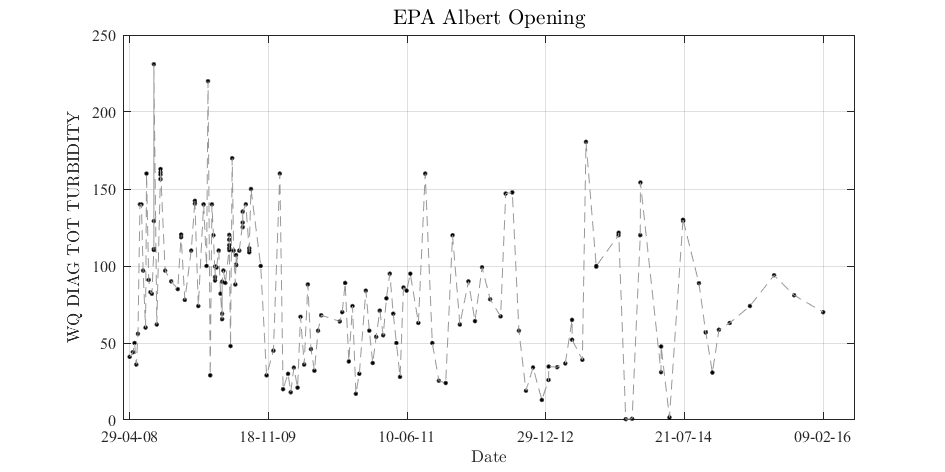 EPA Albert Opening
250
200
150
100
50
0
WQ DIAG TOT TURBIDITY
29-04-08 18-11-09 10-06-11 29-12-12 21-07-14 09-02-16
Date